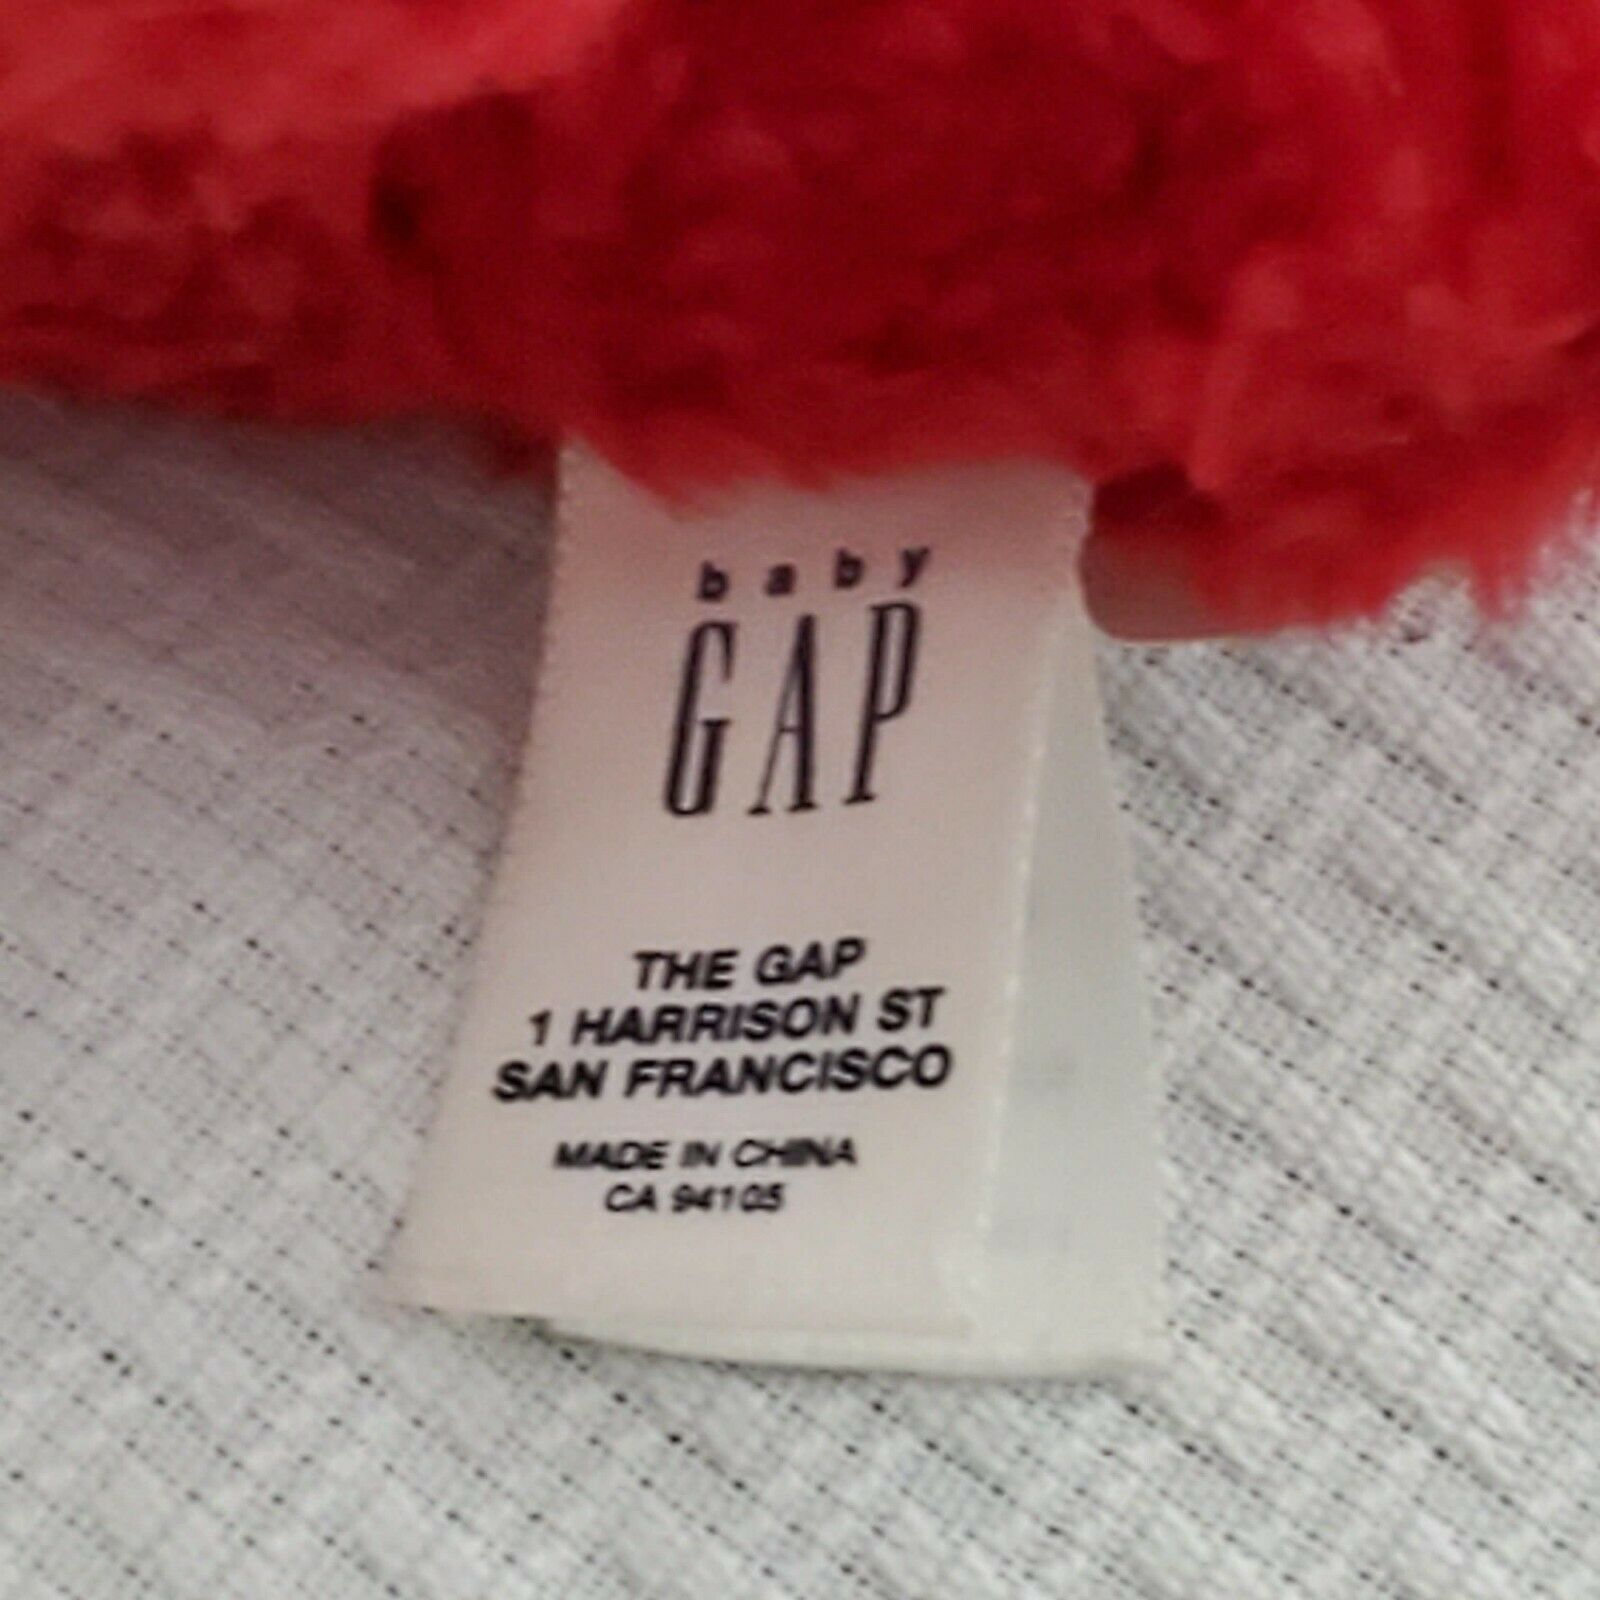 baby
GAP
THE GAP
1 HARRISON ST
SAN FRANCISCO
MADE IN CHINA
CA 94105